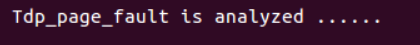 Tdp_page_fault is analyzed ......